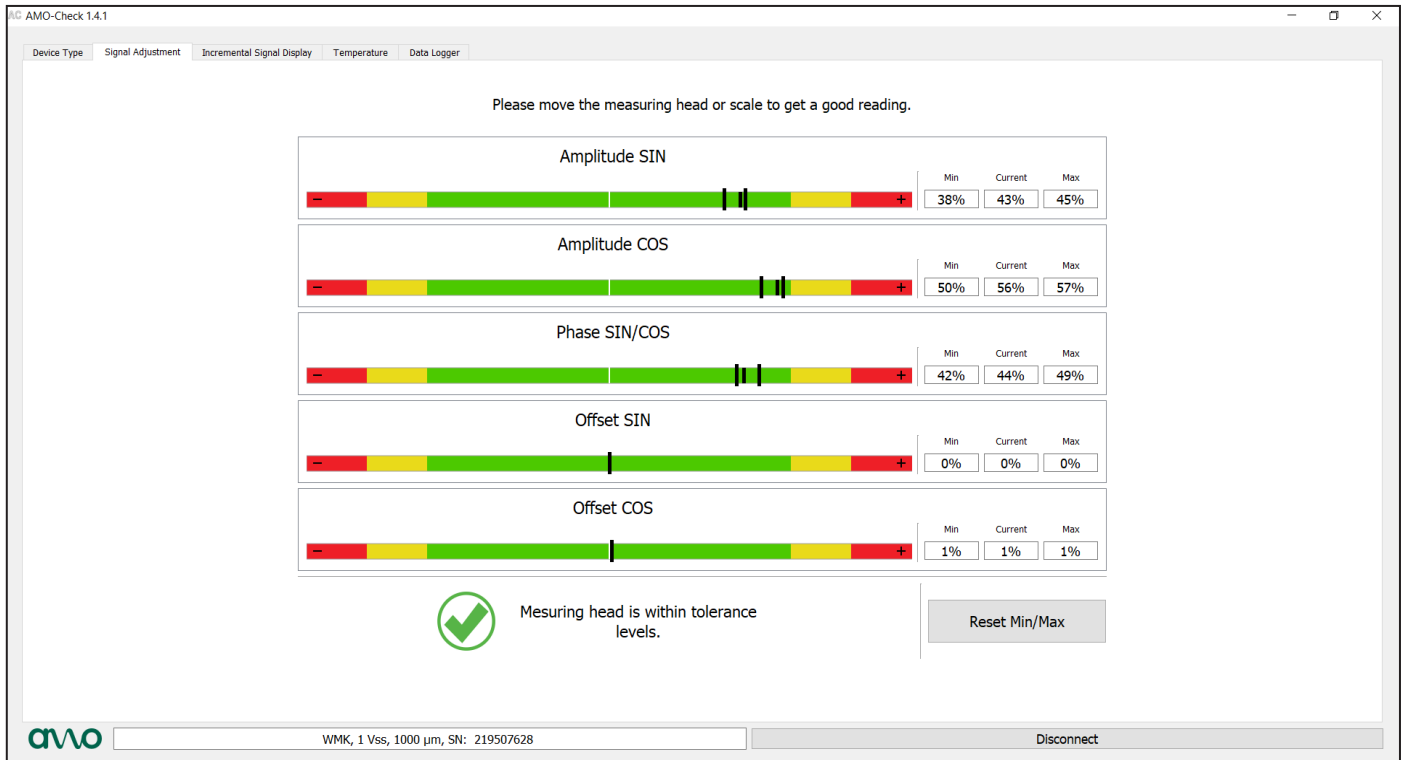 AC AMO-Check 1.4.1
Device Type Signal Adjustment Incremental Signal Display Temperature Data Logger
Please move the measuring head or scale to get a good reading.
Amplitude SIN
Min Current Max
− + 38% 43% 45%
Amplitude COS
Min Current Max
− + 50% 56% 57%
Phase SIN/COS
Min Current Max
− + 42% 44% 49%
Offset SIN
Min Current Max
− + 0% 0% 0%
Offset COS
Min Current Max
− + 1% 1% 1%
Mesuring head is within tolerance
levels.
Reset Min/Max
amo WMK, 1 Vss, 1000 µm, SN: 219507628 Disconnect